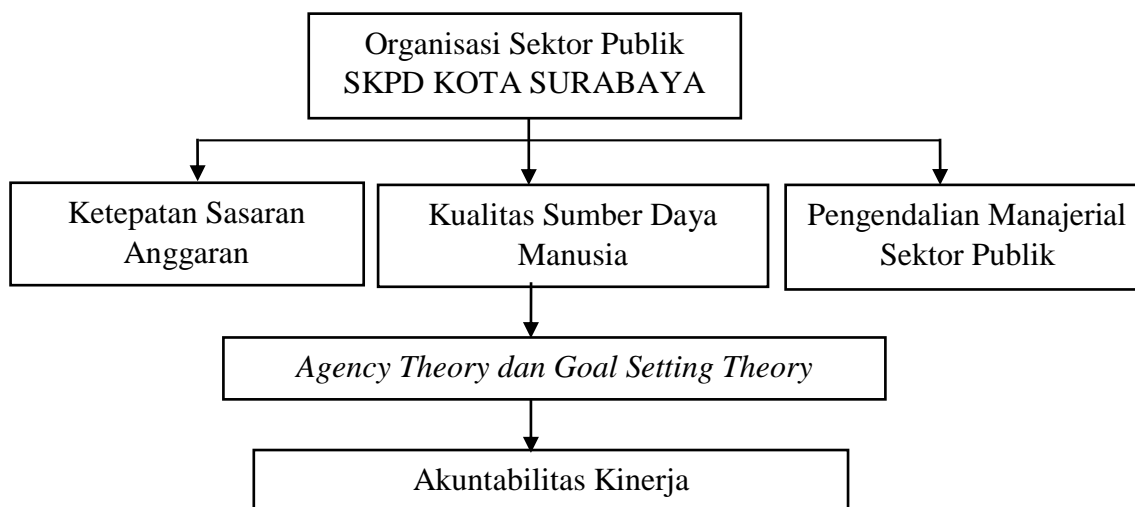 Organisasi Sektor Publik
SKPD KOTA SURABAYA
Ketepatan Sasaran
Anggaran
Kualitas Sumber Daya
Manusia
Pengendalian Manajerial
Sektor Publik
Agency Theory dan Goal Setting Theory
Akuntabilitas Kinerja